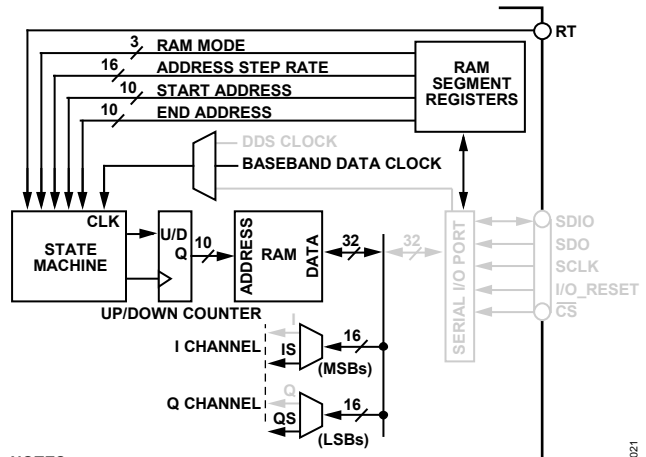 RT
3 RAM MODE
16 ADDRESS STEP RATE
10 START ADDRESS
10 END ADDRESS
RAM
SEGMENT
REGISTERS
DDS CLOCK
BASEBAND DATA CLOCK
CLK
STATE
MACHINE
U/D
Q
10
ADDRESS
RAM
DATA
32
32
SERIAL I/O PORT
SDIO
SDO
SCLK
I/O_RESET
CS
UP/DOWN COUNTER
I CHANNEL
I
IS
16
(MSBs)
Q CHANNEL
Q
QS
16
(LSBs)
021